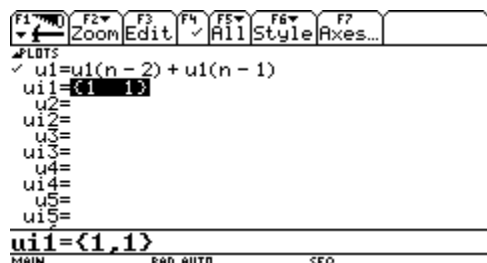 F1 F2 F3 F4 F5 F6 F7
Zoom Edit ✓ All Style Axes...
PLOTS
✓ u1=u1(n - 2) + u1(n - 1)
ui1={1 1}
u2=
ui2=
u3=
ui3=
u4=
ui4=
u5=
ui5=
ui1={1,1}
MAIN RAD AUTO SEQ